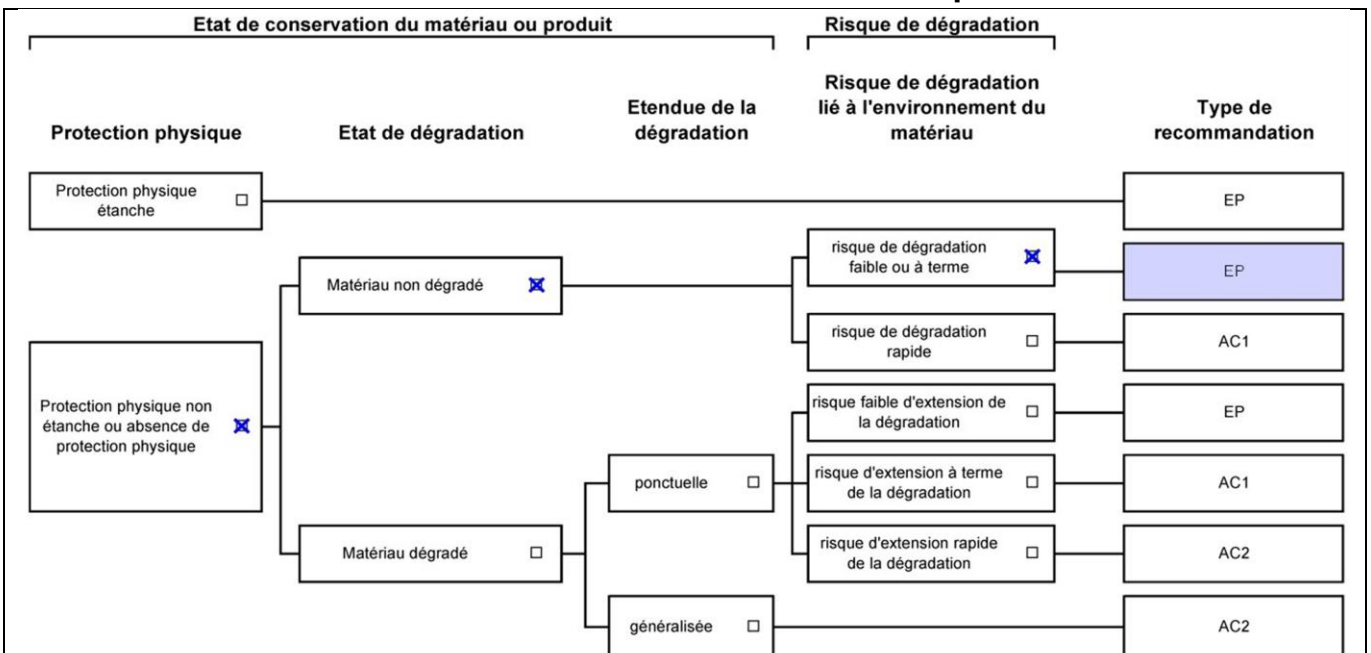 Etat de conservation du matériau ou produit
Risque de dégradation
Protection physique
Etat de dégradation
Etendue de la
dégradation
Risque de dégradation
lié à l'environnement du
matériau
Type de
recommandation
Protection physique
étanche
EP
risque de dégradation
faible ou à terme
EP
Matériau non dégradé
risque de dégradation
rapide
AC1
Protection physique non
étanche ou absence de
protection physique
risque faible d'extension de
la dégradation
EP
ponctuelle
risque d'extension à terme
de la dégradation
AC1
Matériau dégradé
risque d'extension rapide
de la dégradation
AC2
généralisée
AC2